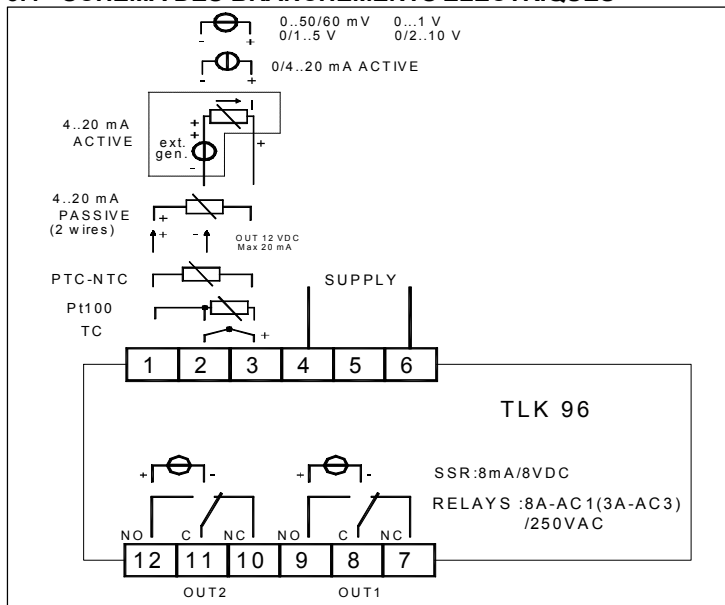 0..50/60 mV 0..1 V
- + 0/1..5 V 0/2..10 V
- + 0/4..20 mA ACTIVE
4..20 mA
ACTIVE
I
+
+
ext.
gen.
-
+
4..20 mA
PASSIVE
(2 wires)
+
+ -
OUT 12 VDC
Max 20 mA
PTC-NTC
SUPPLY
Pt100
TC
+
1 2 3 4 5 6
TLK 96
+ - + -
SSR:8mA/8VDC
RELAYS :8A-AC1(3A-AC3)
/250VAC
NO C NC NO C NC
12 11 10 9 8 7
OUT2 OUT1